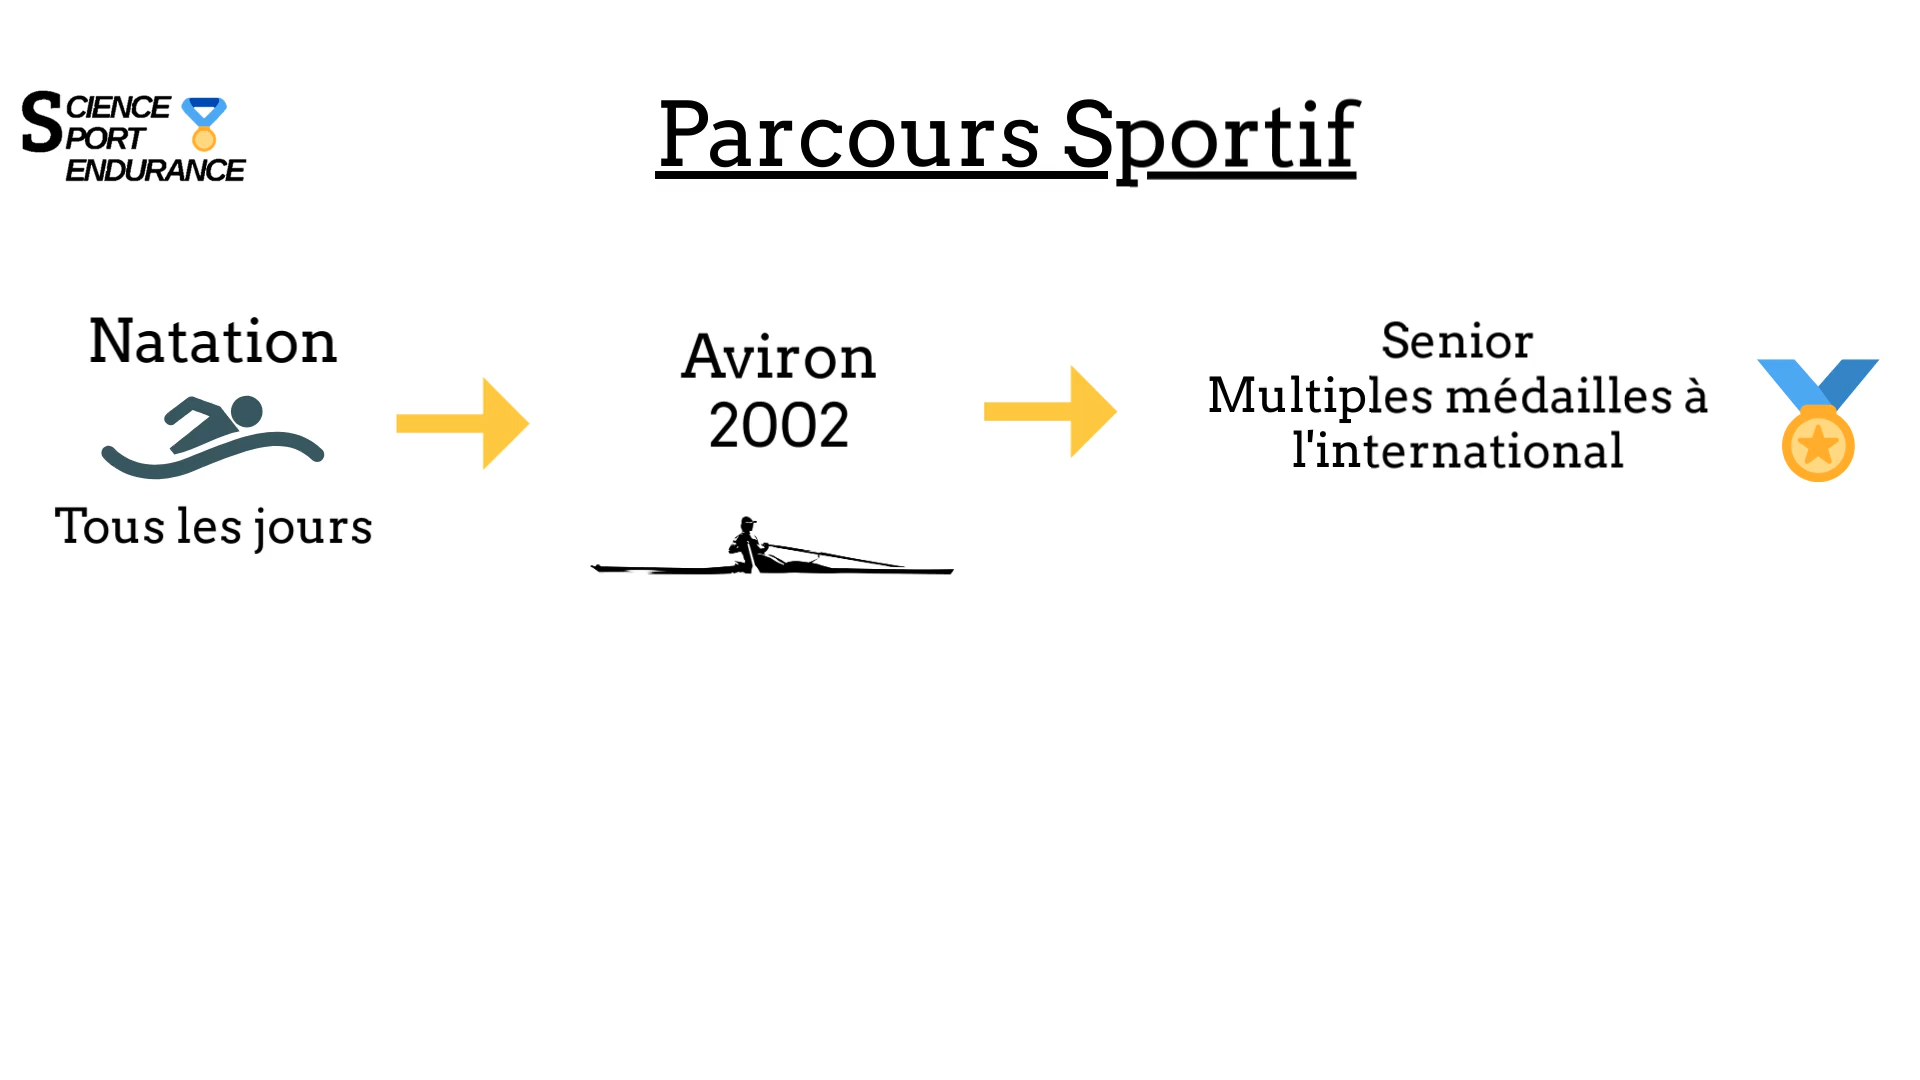 SCIENCE
SPORT
ENDURANCE
Parcours Sportif
Natation
Tous les jours
Aviron
2002
Senior
Multiples médailles à
l'international